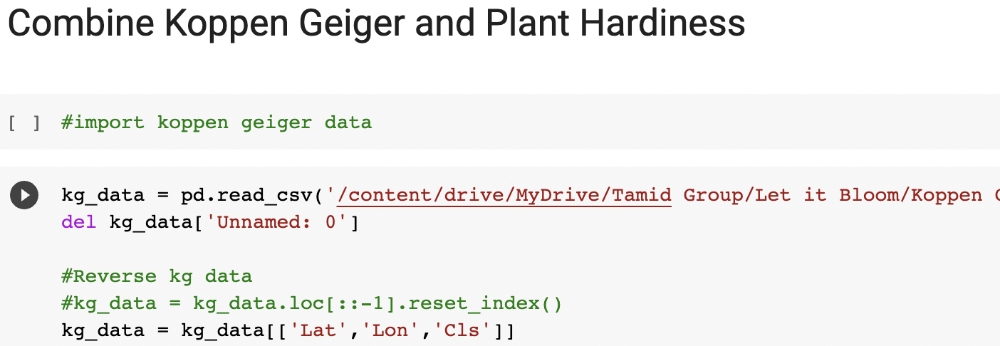 Combine Koppen Geiger and Plant Hardiness
[ ] #import koppen geiger data
kg_data = pd.read_csv('/content/drive/MyDrive/Tamid Group/Let it Bloom/Koppen
del kg_data['Unnamed: 0']
#Reverse kg data
#kg_data = kg_data.loc[::-1].reset_index()
kg_data = kg_data[['Lat','Lon','Cls']]